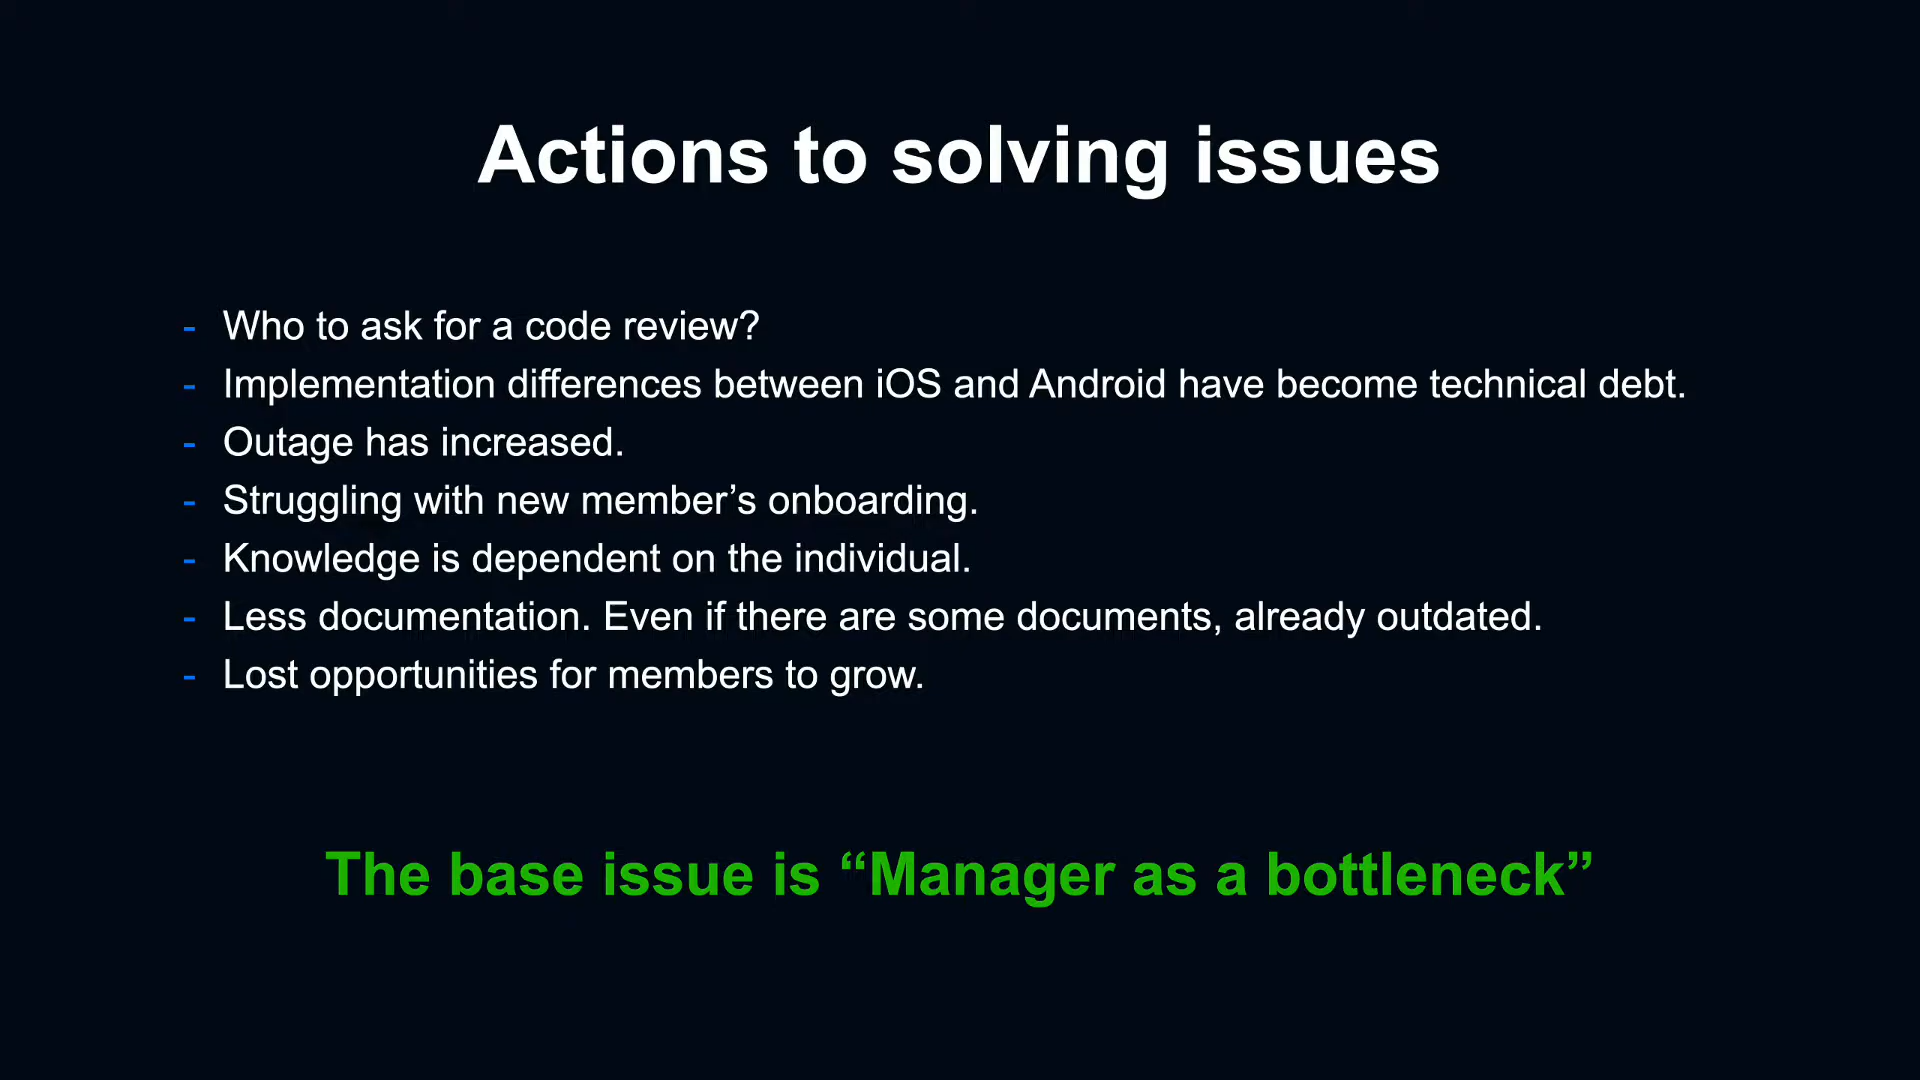 Actions to solving issues
- Who to ask for a code review?
- Implementation differences between iOS and Android have become technical debt.
- Outage has increased.
- Struggling with new member’s onboarding.
- Knowledge is dependent on the individual.
- Less documentation. Even if there are some documents, already outdated.
- Lost opportunities for members to grow.
The base issue is “Manager as a bottleneck”